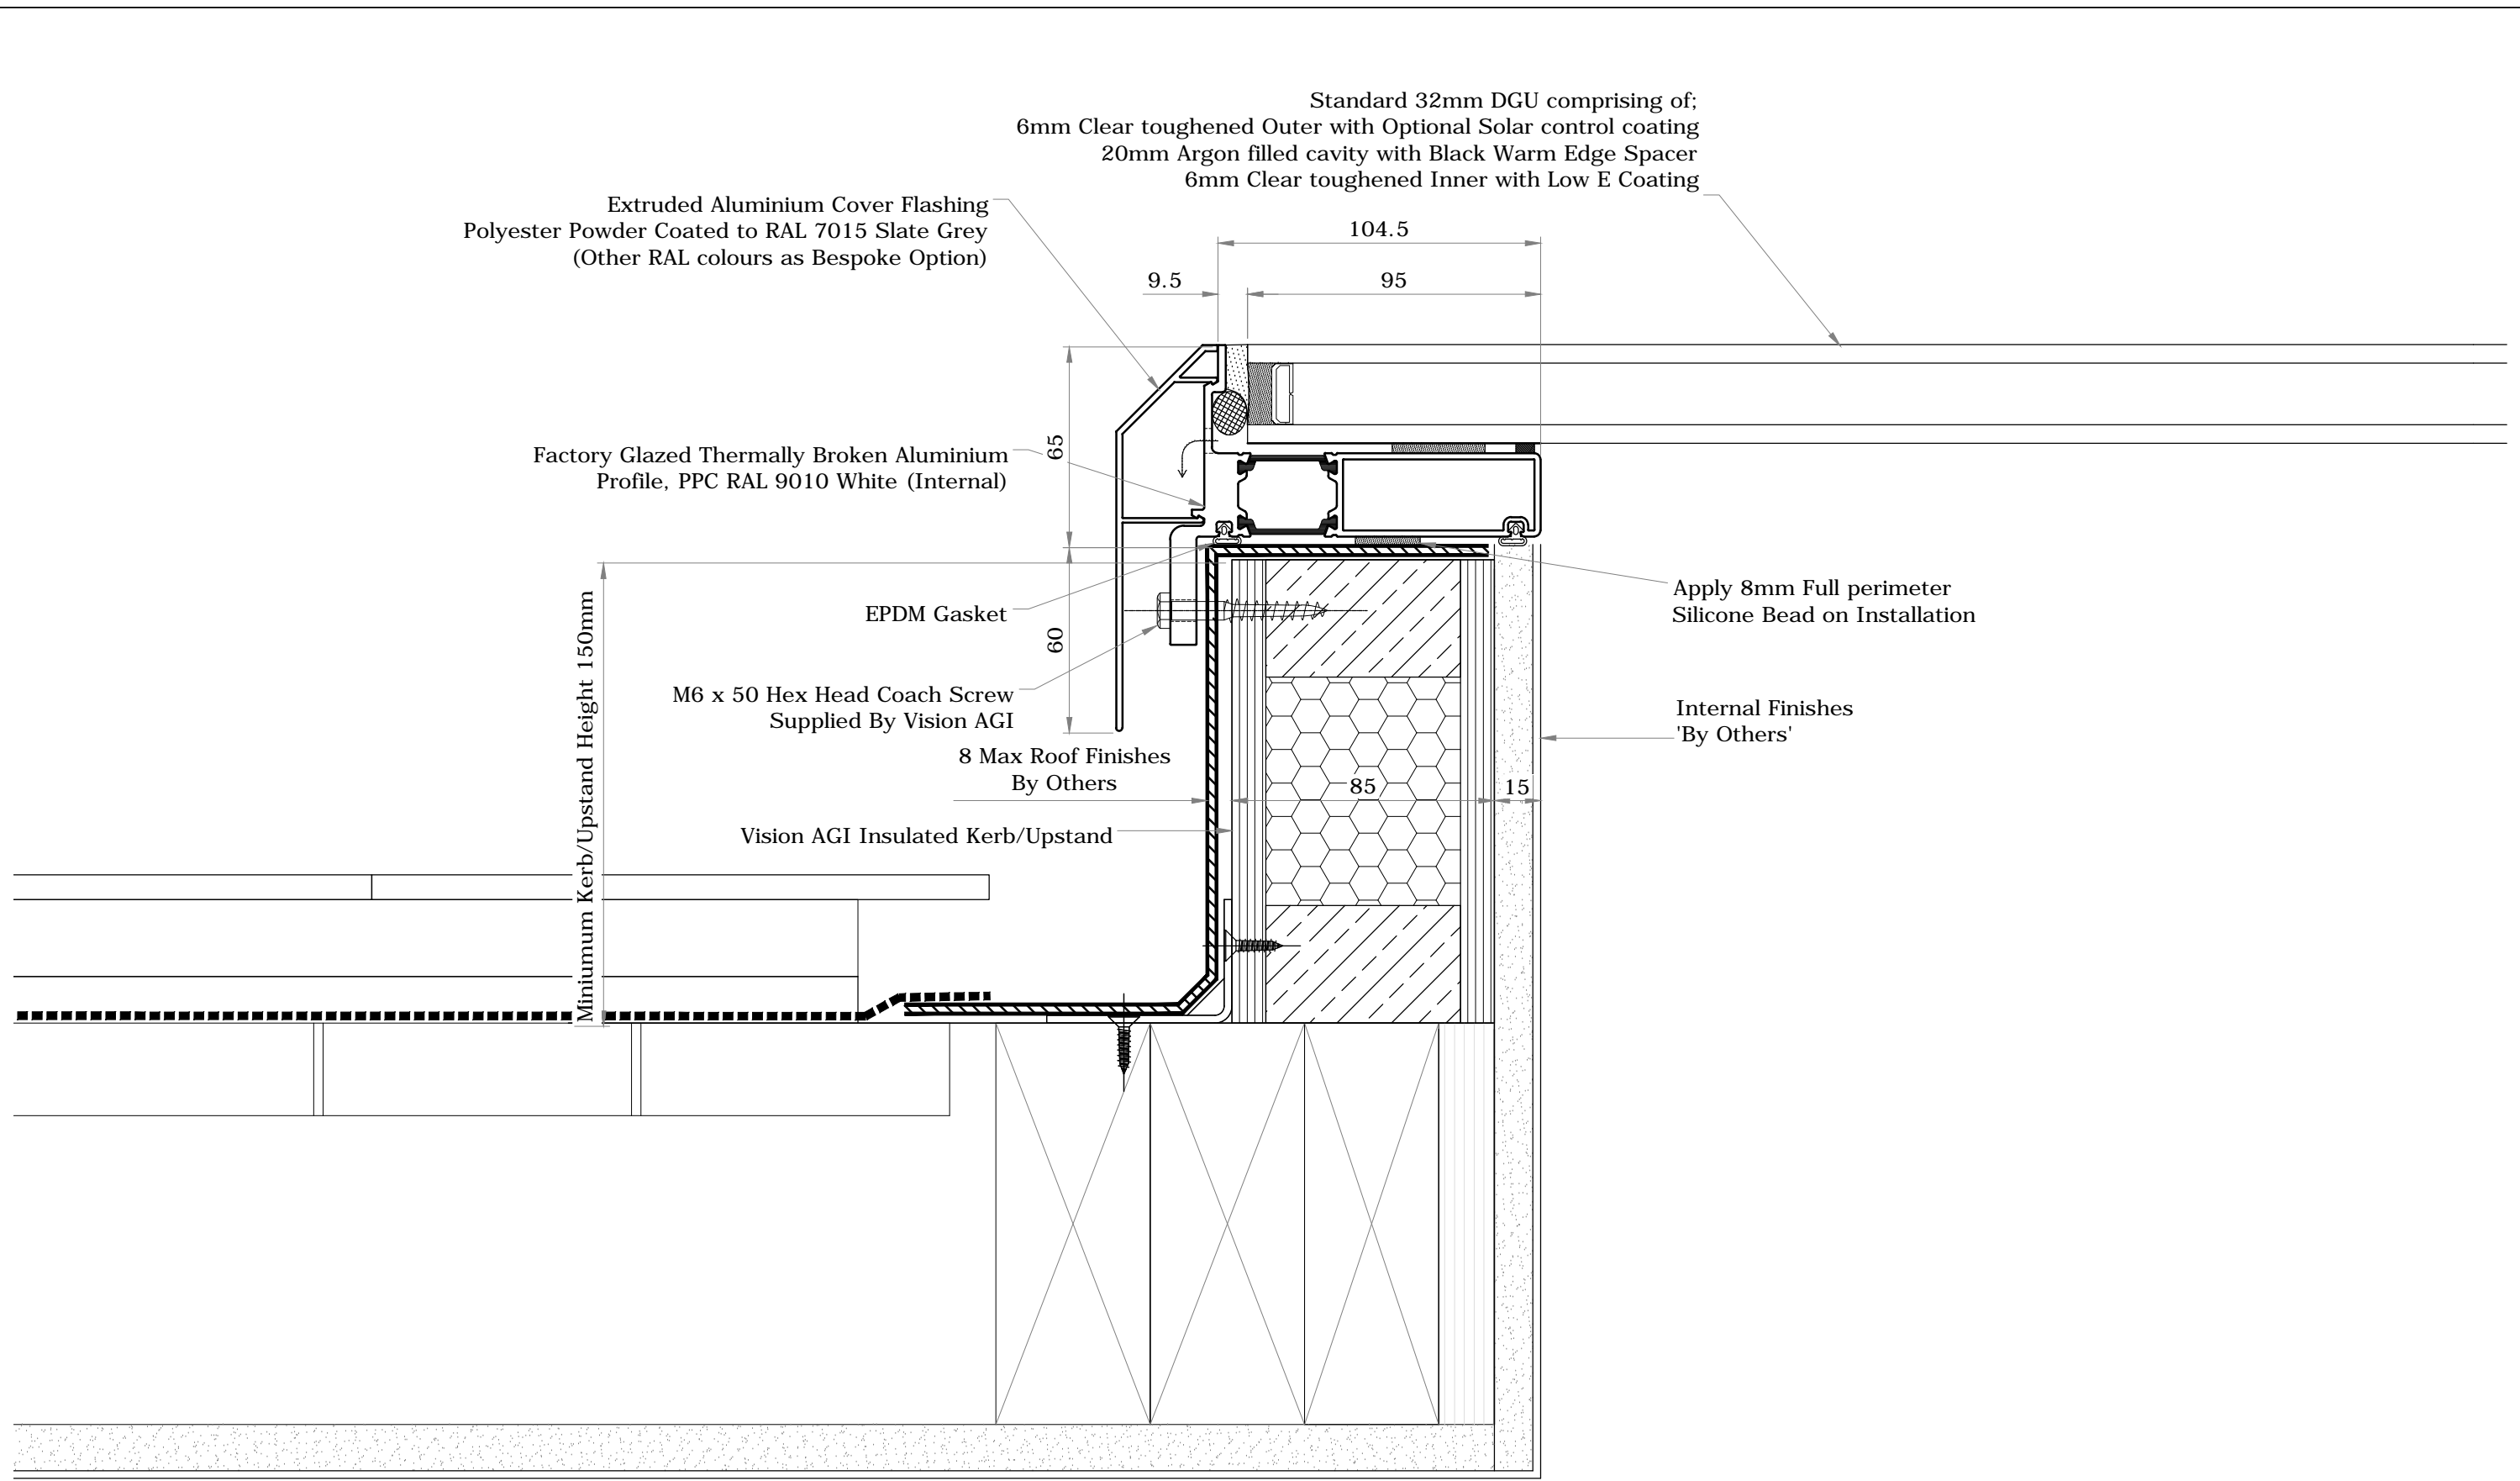 Standard 32mm DGU comprising of;
6mm Clear toughened Outer with Optional Solar control coating
20mm Argon filled cavity with Black Warm Edge Spacer
6mm Clear toughened Inner with Low E Coating
Extruded Aluminium Cover Flashing
Polyester Powder Coated to RAL 7015 Slate Grey
(Other RAL colours as Bespoke Option)
104.5
9.5
95
65
Factory Glazed Thermally Broken Aluminium
Profile, PPC RAL 9010 White (Internal)
EPDM Gasket
60
Apply 8mm Full perimeter
Silicone Bead on Installation
M6 x 50 Hex Head Coach Screw
Supplied By Vision AGI
Internal Finishes
'By Others'
8 Max Roof Finishes
By Others
85
15
Vision AGI Insulated Kerb/Upstand
Miniumum Kerb/Upstand Height 150mm